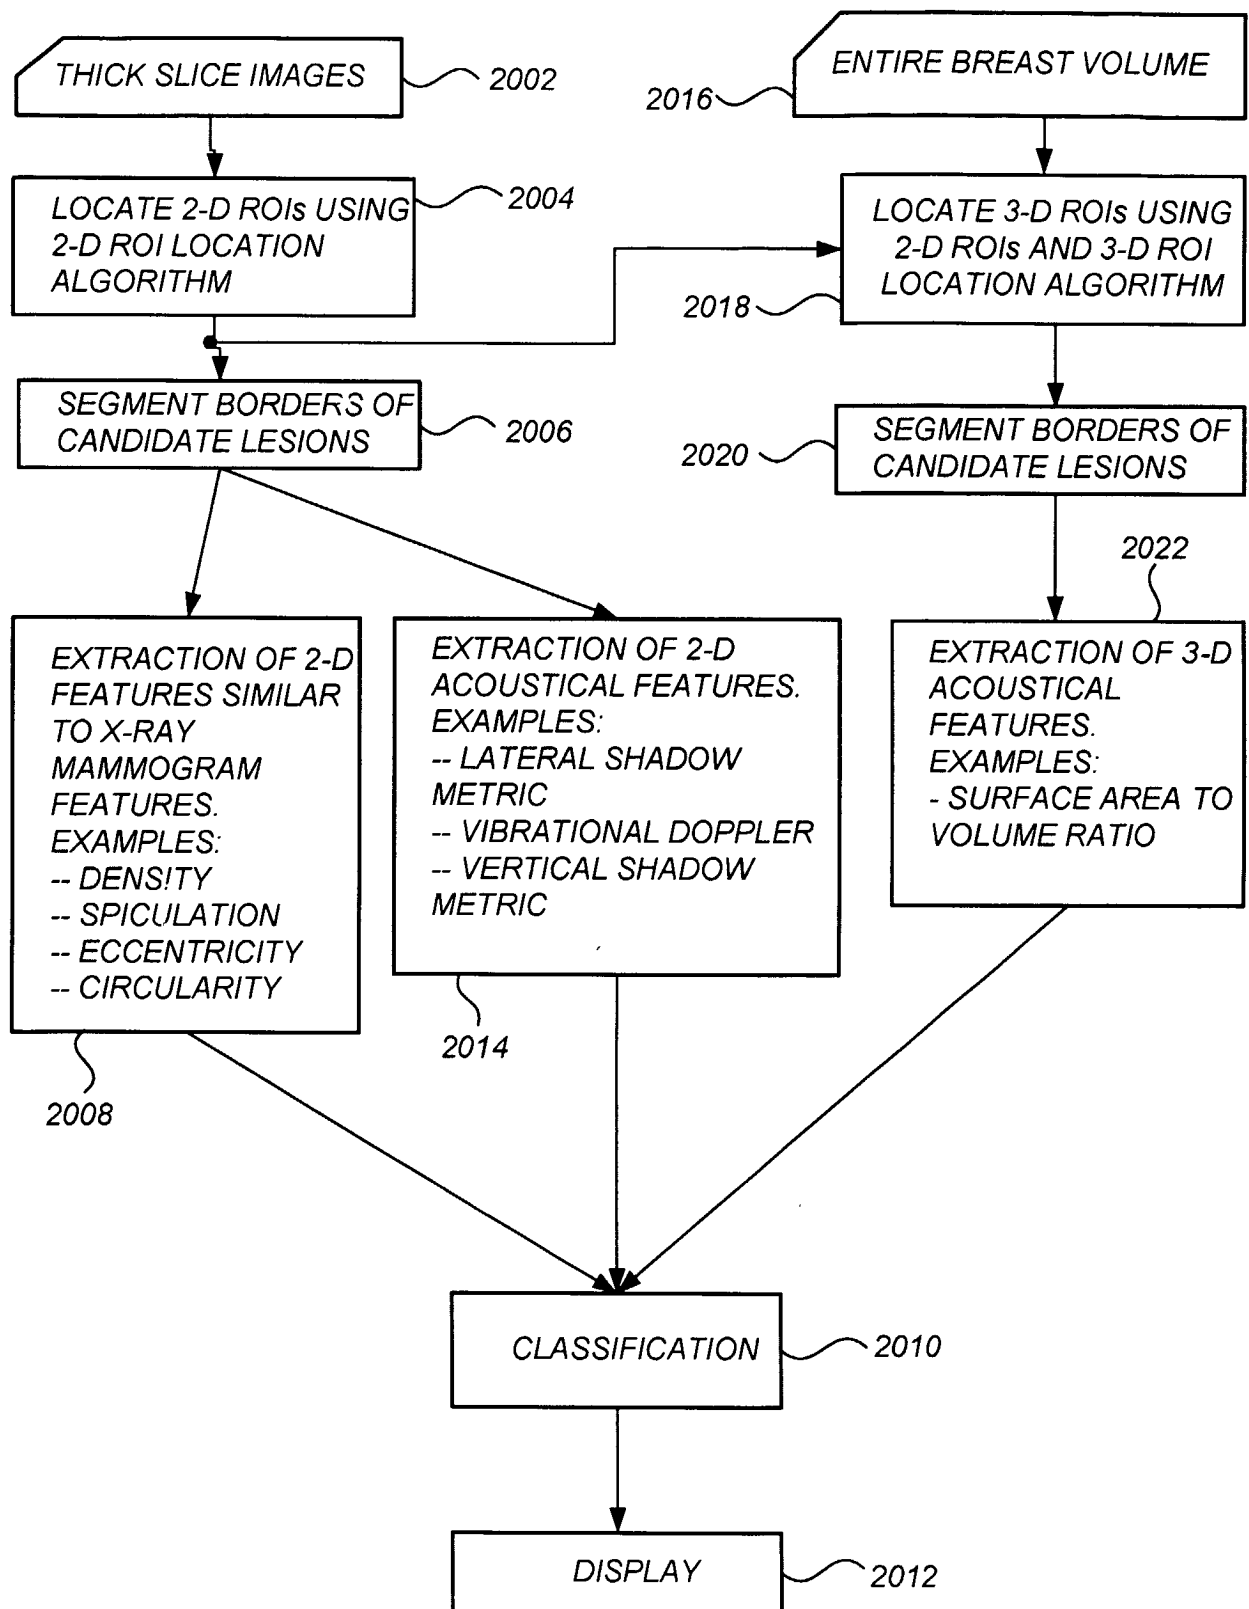 THICK SLICE IMAGES
2002
ENTIRE BREAST VOLUME
2016
LOCATE 2-D ROIs USING
2-D ROI LOCATION
ALGORITHM
2004
LOCATE 3-D ROIs USING
2-D ROIs AND 3-D ROI
LOCATION ALGORITHM
2018
SEGMENT BORDERS OF
CANDIDATE LESIONS
2006
SEGMENT BORDERS OF
CANDIDATE LESIONS
2020
EXTRACTION OF 2-D
FEATURES SIMILAR
TO X-RAY
MAMMOGRAM
FEATURES.
EXAMPLES:
-- DENSITY
-- SPICULATION
-- ECCENTRICITY
-- CIRCULARITY
2008
EXTRACTION OF 2-D
ACOUSTICAL FEATURES.
EXAMPLES:
-- LATERAL SHADOW
METRIC
-- VIBRATIONAL DOPPLER
-- VERTICAL SHADOW
METRIC
2014
2022
EXTRACTION OF 3-D
ACOUSTICAL
FEATURES.
EXAMPLES:
- SURFACE AREA TO
VOLUME RATIO
CLASSIFICATION
2010
DISPLAY
2012